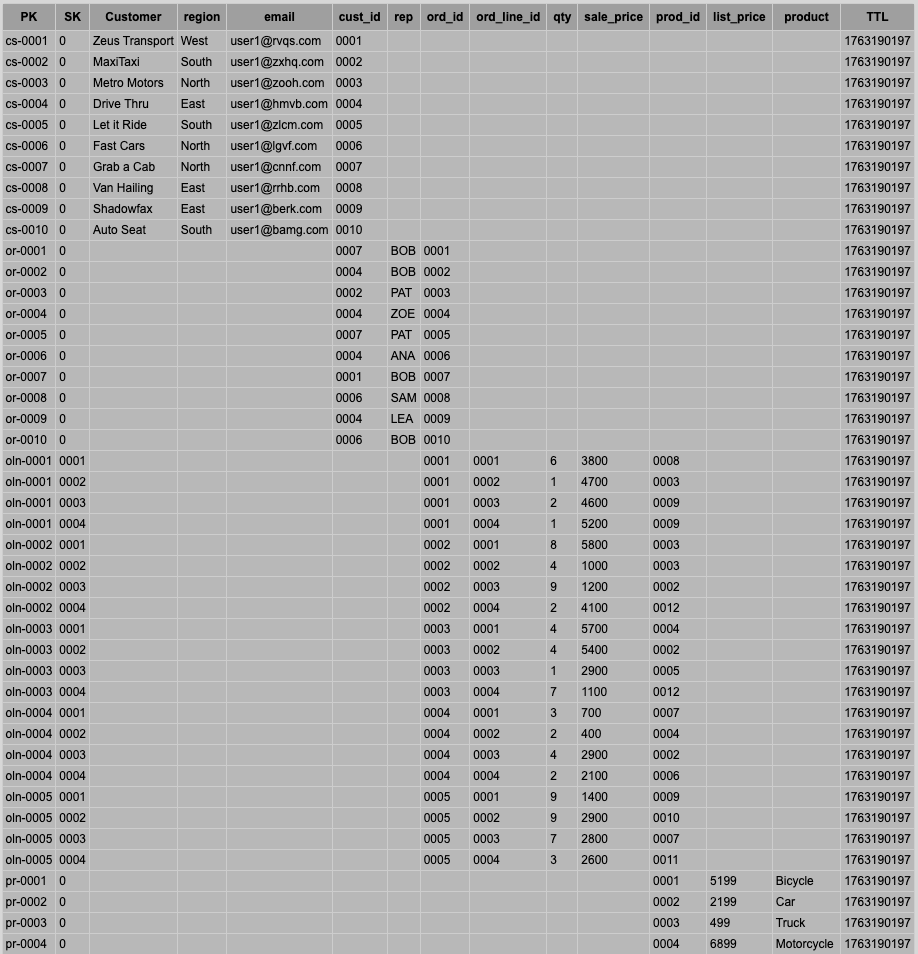 PK SK Customer region email cust_id rep ord_id ord_line_id qty sale_price prod_id list_price product TTL
cs-0001 0 Zeus Transport West user1@rvqs.com 0001 1763190197
cs-0002 0 MaxiTaxi South user1@zxhq.com 0002 1763190197
cs-0003 0 Metro Motors North user1@zooh.com 0003 1763190197
cs-0004 0 Drive Thru East user1@hmvb.com 0004 1763190197
cs-0005 0 Let it Ride South user1@zlcm.com 0005 1763190197
cs-0006 0 Fast Cars North user1@lgvf.com 0006 1763190197
cs-0007 0 Grab a Cab North user1@cnnf.com 0007 1763190197
cs-0008 0 Van Hailing East user1@rrhb.com 0008 1763190197
cs-0009 0 Shadowfax East user1@berk.com 0009 1763190197
cs-0010 0 Auto Seat South user1@bamg.com 0010 1763190197
or-0001 0 0007 BOB 0001 1763190197
or-0002 0 0004 BOB 0002 1763190197
or-0003 0 0002 PAT 0003 1763190197
or-0004 0 0004 ZOE 0004 1763190197
or-0005 0 0007 PAT 0005 1763190197
or-0006 0 0004 ANA 0006 1763190197
or-0007 0 0001 BOB 0007 1763190197
or-0008 0 0006 SAM 0008 1763190197
or-0009 0 0004 LEA 0009 1763190197
or-0010 0 0006 BOB 0010 1763190197
oln-0001 0001 0001 0001 6 3800 0008 1763190197
oln-0001 0002 0001 0002 1 4700 0003 1763190197
oln-0001 0003 0001 0003 2 4600 0009 1763190197
oln-0001 0004 0001 0004 1 5200 0009 1763190197
oln-0002 0001 0002 0001 8 5800 0003 1763190197
oln-0002 0002 0002 0002 4 1000 0003 1763190197
oln-0002 0003 0002 0003 9 1200 0002 1763190197
oln-0002 0004 0002 0004 2 4100 0012 1763190197
oln-0003 0001 0003 0001 4 5700 0004 1763190197
oln-0003 0002 0003 0002 4 5400 0002 1763190197
oln-0003 0003 0003 0003 1 2900 0005 1763190197
oln-0003 0004 0003 0004 7 1100 0012 1763190197
oln-0004 0001 0004 0001 3 700 0007 1763190197
oln-0004 0002 0004 0002 2 400 0004 1763190197
oln-0004 0003 0004 0003 4 2900 0002 1763190197
oln-0004 0004 0004 0004 2 2100 0006 1763190197
oln-0005 0001 0005 0001 9 1400 0009 1763190197
oln-0005 0002 0005 0002 9 2900 0010 1763190197
oln-0005 0003 0005 0003 7 2800 0007 1763190197
oln-0005 0004 0005 0004 3 2600 0011 1763190197
pr-0001 0 0001 5199 Bicycle 1763190197
pr-0002 0 0002 2199 Car 1763190197
pr-0003 0 0003 499 Truck 1763190197
pr-0004 0 0004 6899 Motorcycle 1763190197